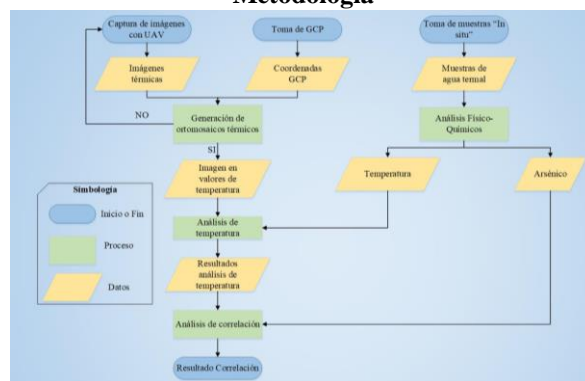 Metodología
Captura de imágenes
con UAV
Toma de GCP
Toma de muestras "In
situ"
Imágenes
térmicas
Coordenadas
GCP
Muestras de
agua termal
NO
Generación de
ortomosaicos térmicos
Análisis Físico-
Químicos
SI
Imagen en
valores de
temperatura
Temperatura
Arsénico
Simbología
Inicio o Fin
Proceso
Datos
Análisis de
temperatura
Resultados
análisis de
temperatura
Análisis de correlación
Resultado Correlación